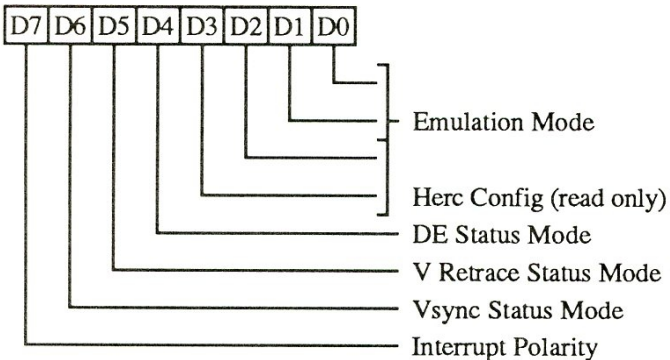 D7 D6 D5 D4 D3 D2 D1 D0
Emulation Mode
Herc Config (read only)
DE Status Mode
V Retrace Status Mode
Vsync Status Mode
Interrupt Polarity